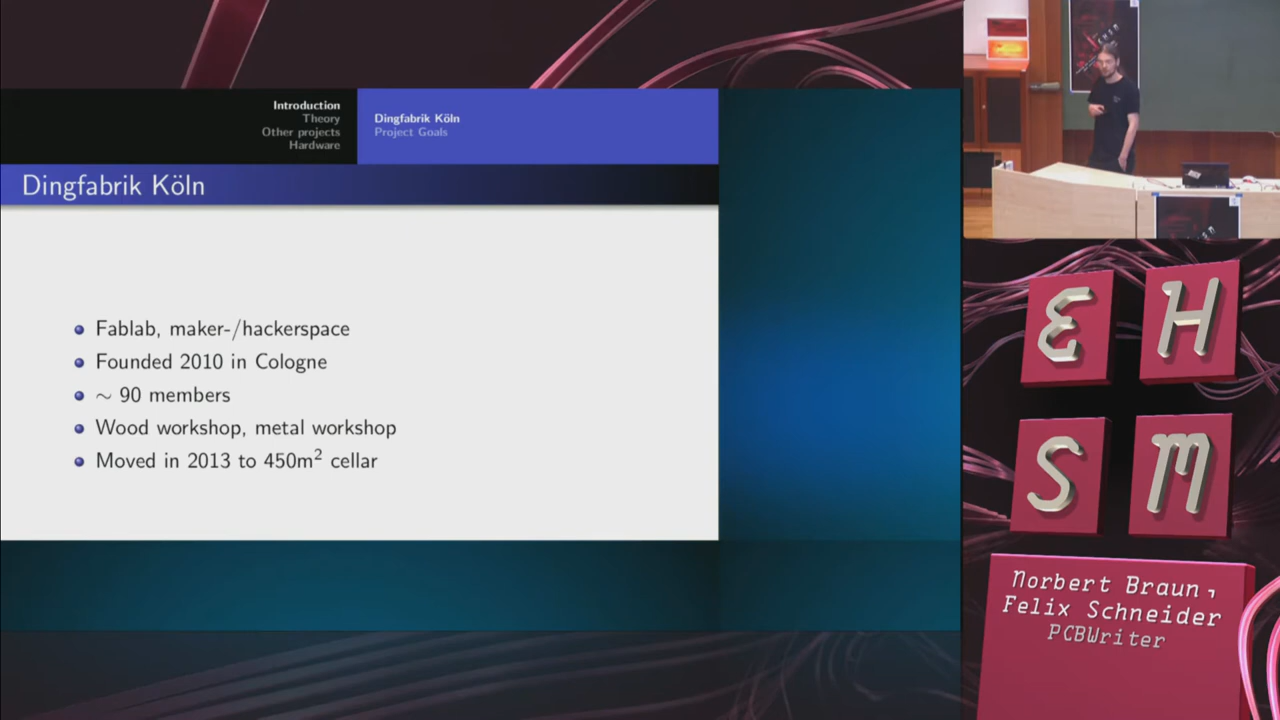 Introduction
Theory
Other projects
Hardware
Dingfabrik Köln
Project Goals
Dingfabrik Köln
Fablab, maker-/hackerspace
Founded 2010 in Cologne
~ 90 members
Wood workshop, metal workshop
Moved in 2013 to 450m²  cellar
E H
S M
Norbert Braun,
Felix Schneider
PCBWriter